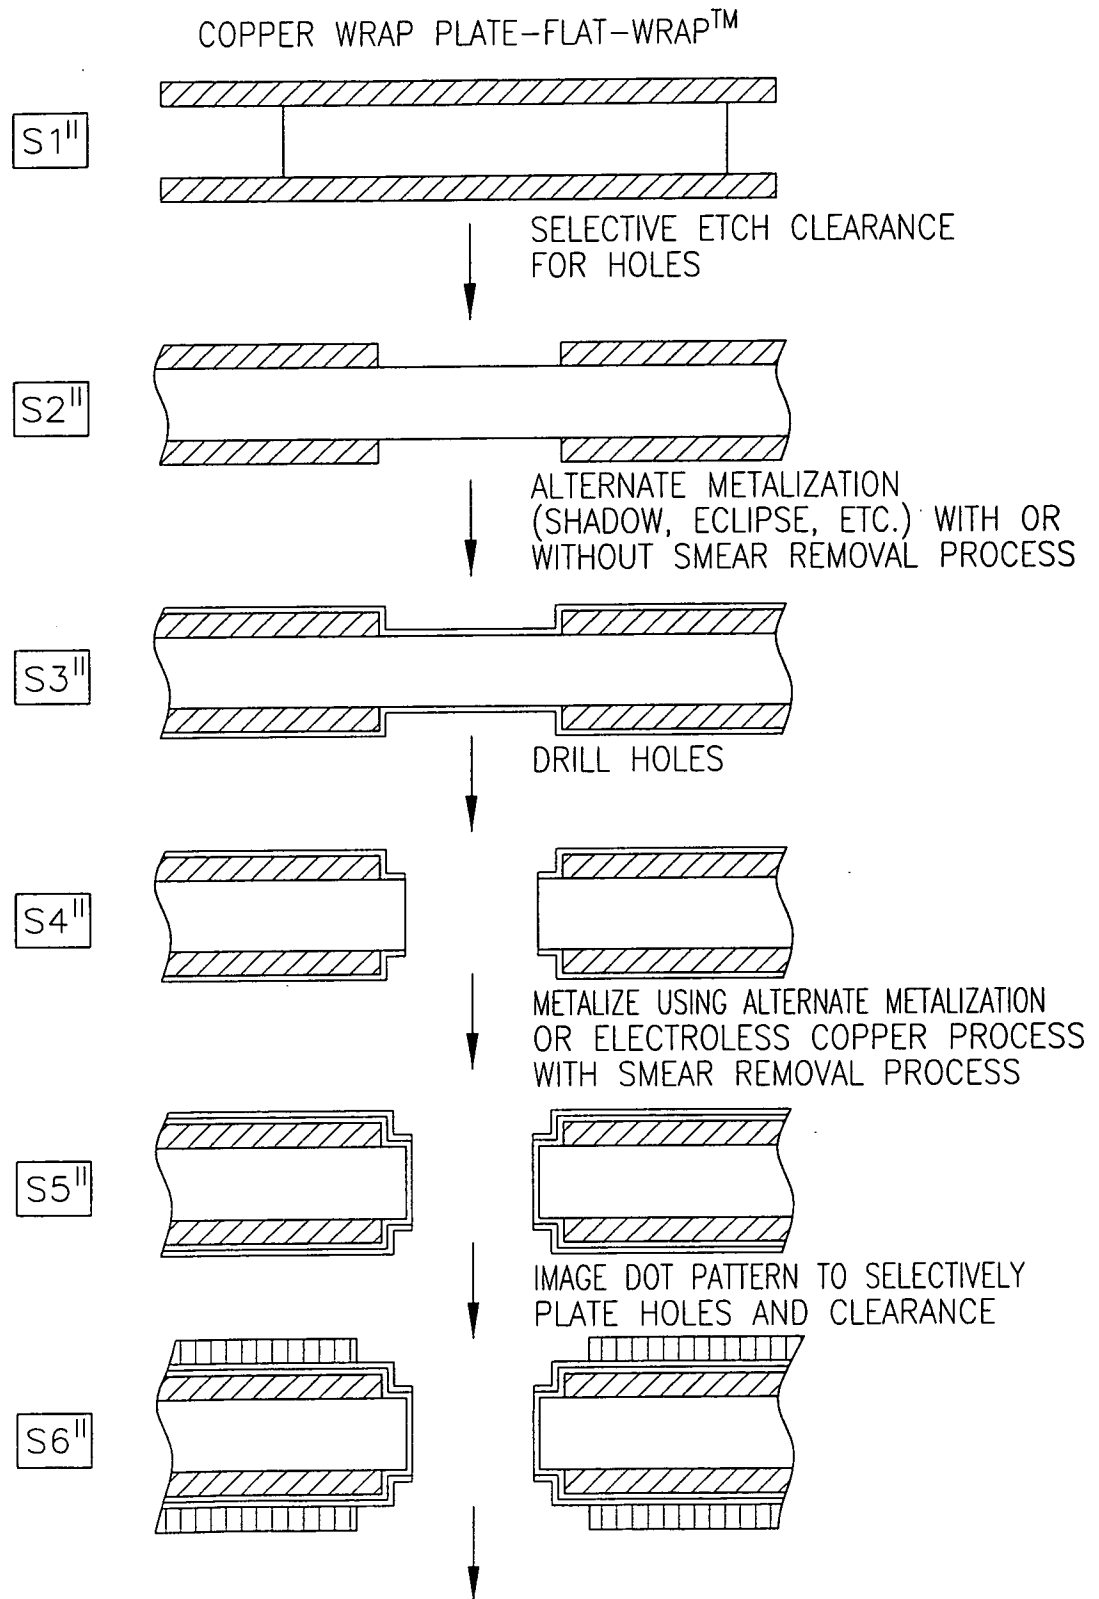 COPPER WRAP PLATE-FLAT-WRAP™
S1"
SELECTIVE ETCH CLEARANCE
FOR HOLES
S2"
ALTERNATE METALIZATION
(SHADOW, ECLIPSE, ETC.) WITH OR
WITHOUT SMEAR REMOVAL PROCESS
S3"
DRILL HOLES
S4"
METALIZE USING ALTERNATE METALIZATION
OR ELECTROLESS COPPER PROCESS
WITH SMEAR REMOVAL PROCESS
S5"
IMAGE DOT PATTERN TO SELECTIVELY
PLATE HOLES AND CLEARANCE
S6"